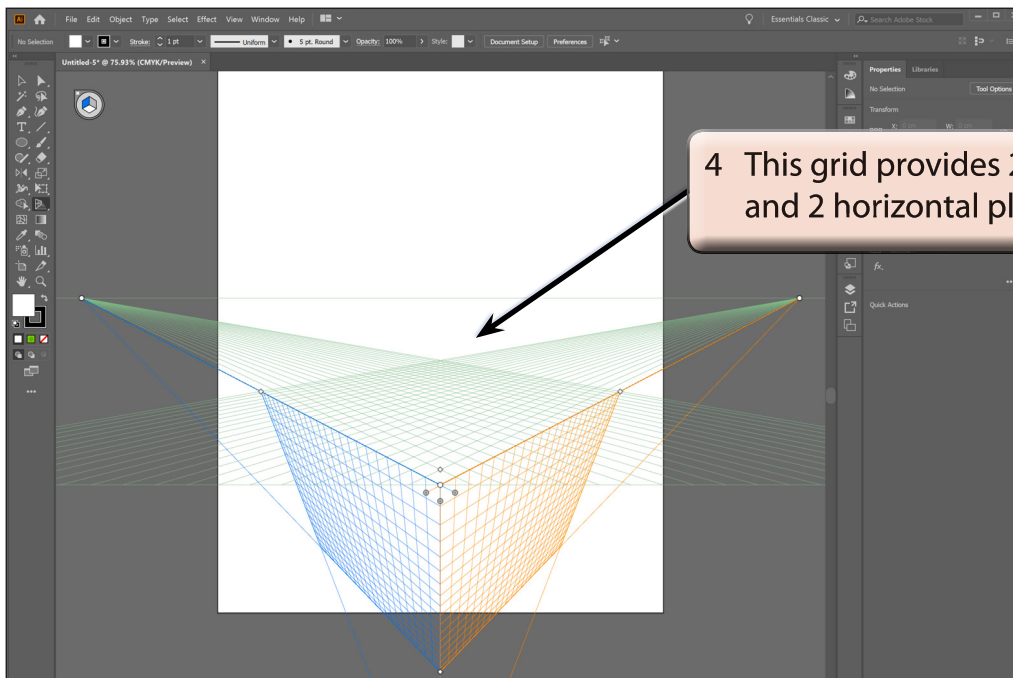 Ai File Edit Object Type Select Effect View Window Help Essentials Classic Search Adobe Stock
No Selection Stroke: 1 pt Uniform 5 pt. Round Opacity: 100% Style: Document Setup Preferences
Untitled-5* @ 75.93% (CMYK/Preview) ×
Properties Libraries
No Selection Tool Options
Transform
X: W:
4 This grid provides
and 2 horizontal
fx.
Quick Actions